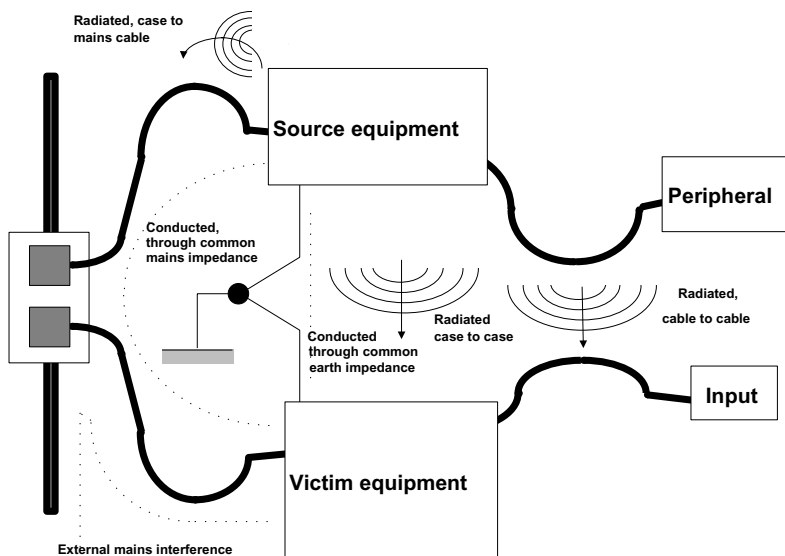 Radiated, case to
mains cable
Source equipment
Peripheral
Conducted,
through common
mains impedance
Radiated
case to case
Radiated,
cable to cable
Conducted
through common
earth impedance
Input
Victim equipment
External mains interference